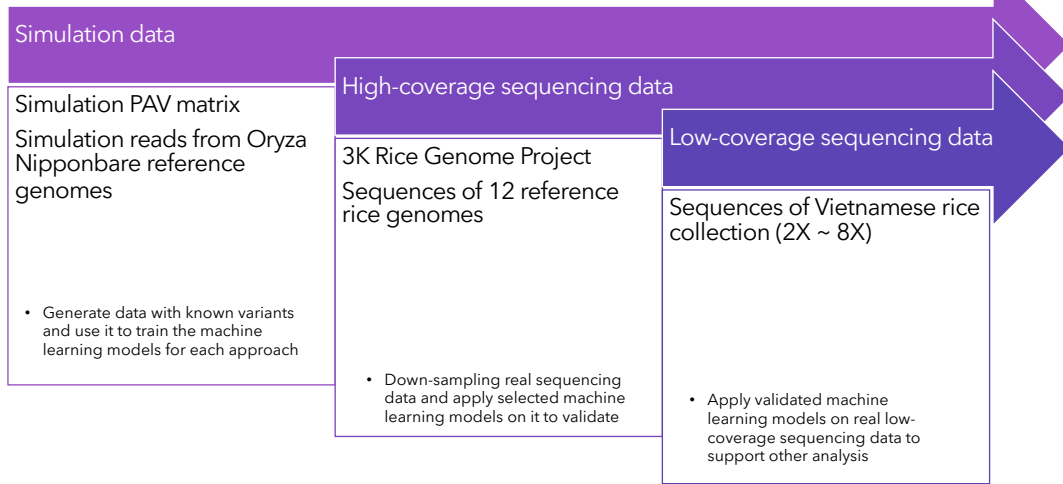 Simulation data
Simulation PAV matrix
Simulation reads from Oryza
Nipponbare reference
genomes
• Generate data with known variants
and use it to train the machine
learning models for each approach
High-coverage sequencing data
3K Rice Genome Project
Sequences of 12 reference
rice genomes
• Down-sampling real sequencing
data and apply selected machine
learning models on it to validate
Low-coverage sequencing data
Sequences of Vietnamese rice
collection (2X ~ 8X)
• Apply validated machine
learning models on real low-
coverage sequencing data to
support other analysis